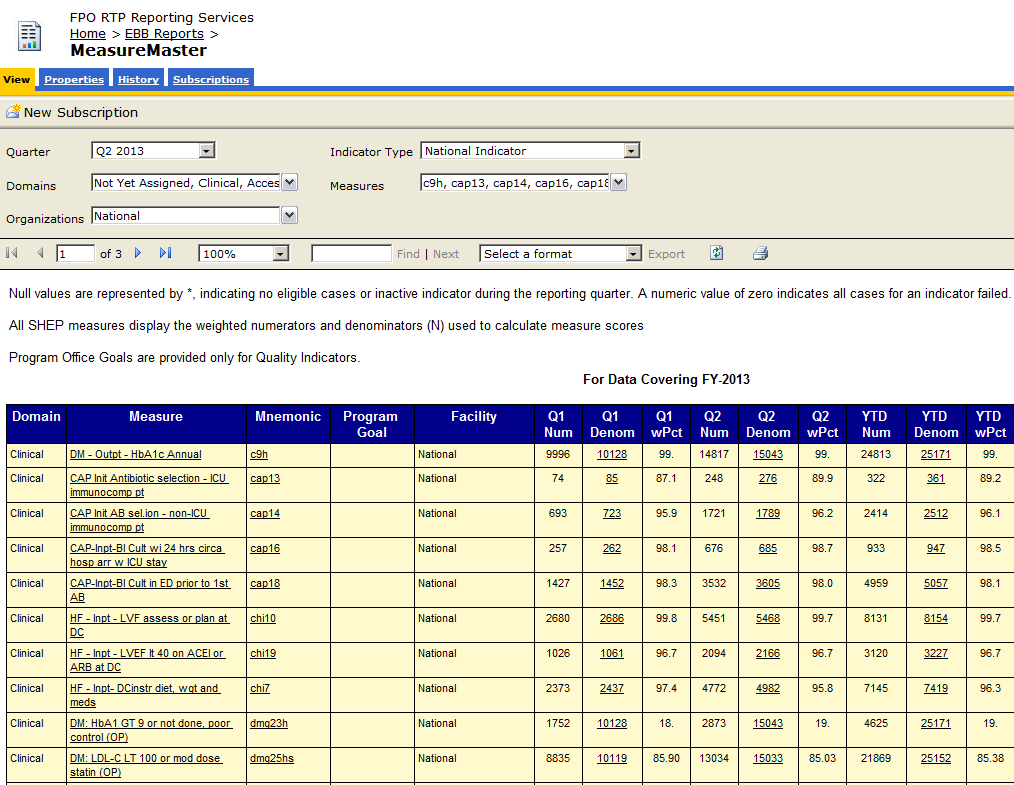 FPO RTP Reporting Services
Home > EBB Reports >
MeasureMaster
View Properties History Subscriptions
New Subscription
Quarter Q2 2013 Indicator Type National Indicator
Domains Not Yet Assigned, Clinical, Acces Measures c9h, cap13, cap14, cap16, cap18
Organizations National
1 of 3 100% Find | Next Select a format Export
Null values are represented by *, indicating no eligible cases or inactive indicator during the reporting quarter. A numeric value of zero indicates all cases for an indicator failed.
All SHEP measures display the weighted numerators and denominators (N) used to calculate measure scores
Program Office Goals are provided only for Quality Indicators.
For Data Covering FY-2013
Domain Measure Mnemonic Program Goal Facility Q1 Num Q1 Denom Q1 wPct Q2 Num Q2 Denom Q2 wPct YTD Num YTD Denom YTD wPct
Clinical DM - Outpt - HbA1c Annual c9h National 9996 10128 99. 14817 15043 99. 24813 25171 99.
Clinical CAP Init Antibiotic selection - ICU immunocomp pt cap13 National 74 85 87.1 248 276 89.9 322 361 89.2
Clinical CAP Init AB sel.ion - non-ICU immunocomp pt cap14 National 693 723 95.9 1721 1789 96.2 2414 2512 96.1
Clinical CAP-Inpt-Bl Cult wi 24 hrs circa hosp arr w ICU stay cap16 National 257 262 98.1 676 685 98.7 933 947 98.5
Clinical CAP-Inpt-Bl Cult in ED prior to 1st AB cap18 National 1427 1452 98.3 3532 3605 98.0 4959 5057 98.1
Clinical HF - Inpt - LVF assess or plan at DC chi10 National 2680 2686 99.8 5451 5468 99.7 8131 8154 99.7
Clinical HF - Inpt - LVEF lt 40 on ACEI or ARB at DC chi19 National 1026 1061 96.7 2094 2166 96.7 3120 3227 96.7
Clinical HF - Inpt- DCinstr diet, wgt and meds chi7 National 2373 2437 97.4 4772 4982 95.8 7145 7419 96.3
Clinical DM: HbA1 GT 9 or not done, poor control (OP) dmg23h National 1752 10128 18. 2873 15043 19. 4625 25171 19.
Clinical DM: LDL-C LT 100 or mod dose statin (OP) dmg25hs National 8835 10119 85.90 13034 15033 85.03 21869 25152 85.38